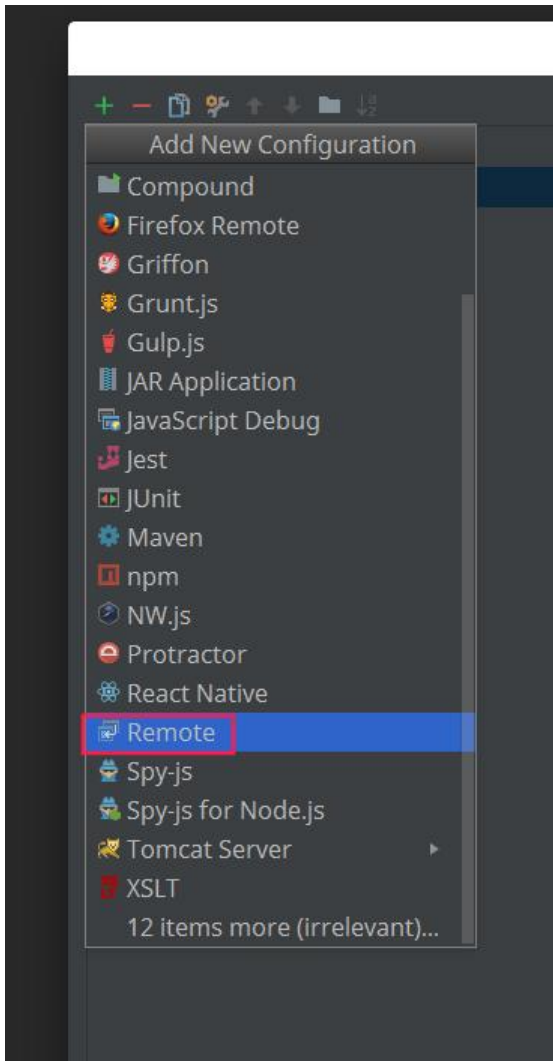 Add New Configuration
Compound
Firefox Remote
Griffon
Grunt.js
Gulp.js
JAR Application
JavaScript Debug
Jest
JUnit
Maven
npm
NW.js
Protractor
React Native
Remote
Spy-js
Spy-js for Node.js
Tomcat Server
XSLT
12 items more (irrelevant)...